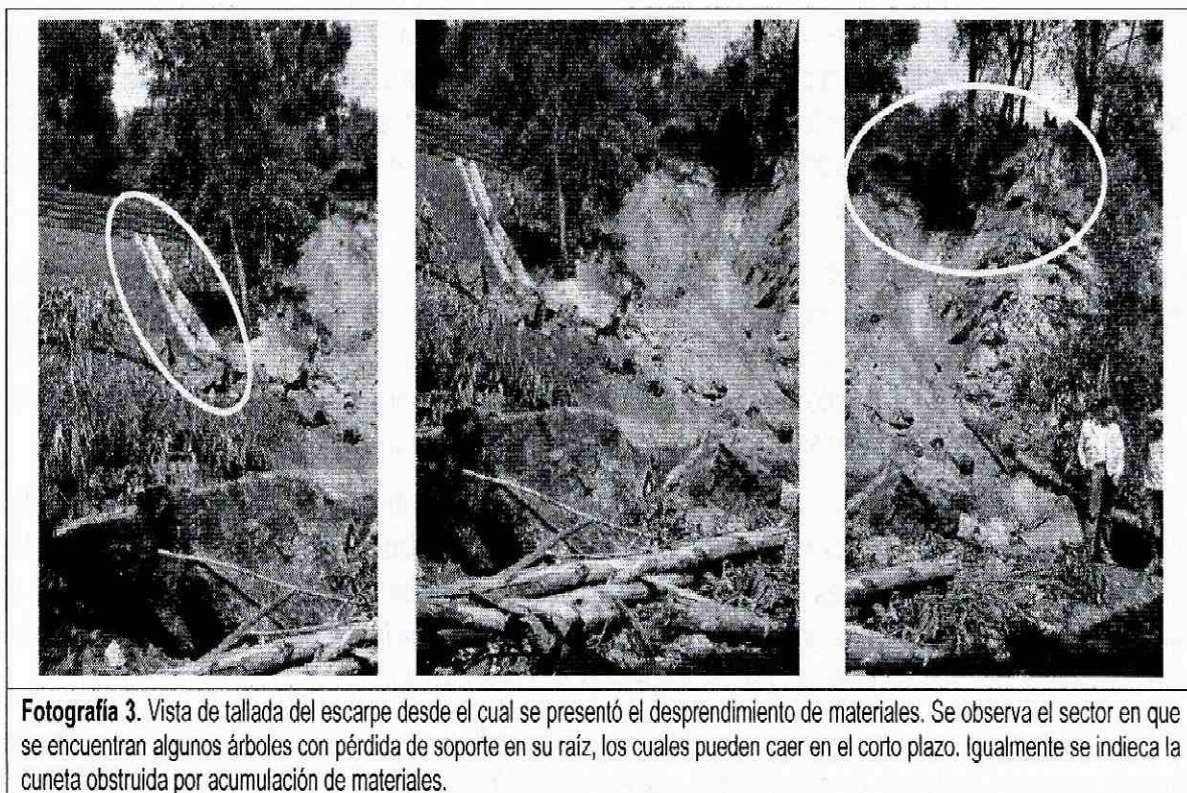 Fotografía 3. Vista de tallada del escarpe desde el cual se presentó el desprendimiento de materiales. Se observa el sector en que
se encuentran algunos árboles con pérdida de soporte en su raíz, los cuales pueden caer en el corto plazo. Igualmente se indieca la
cuneta obstruida por acumulación de materiales.